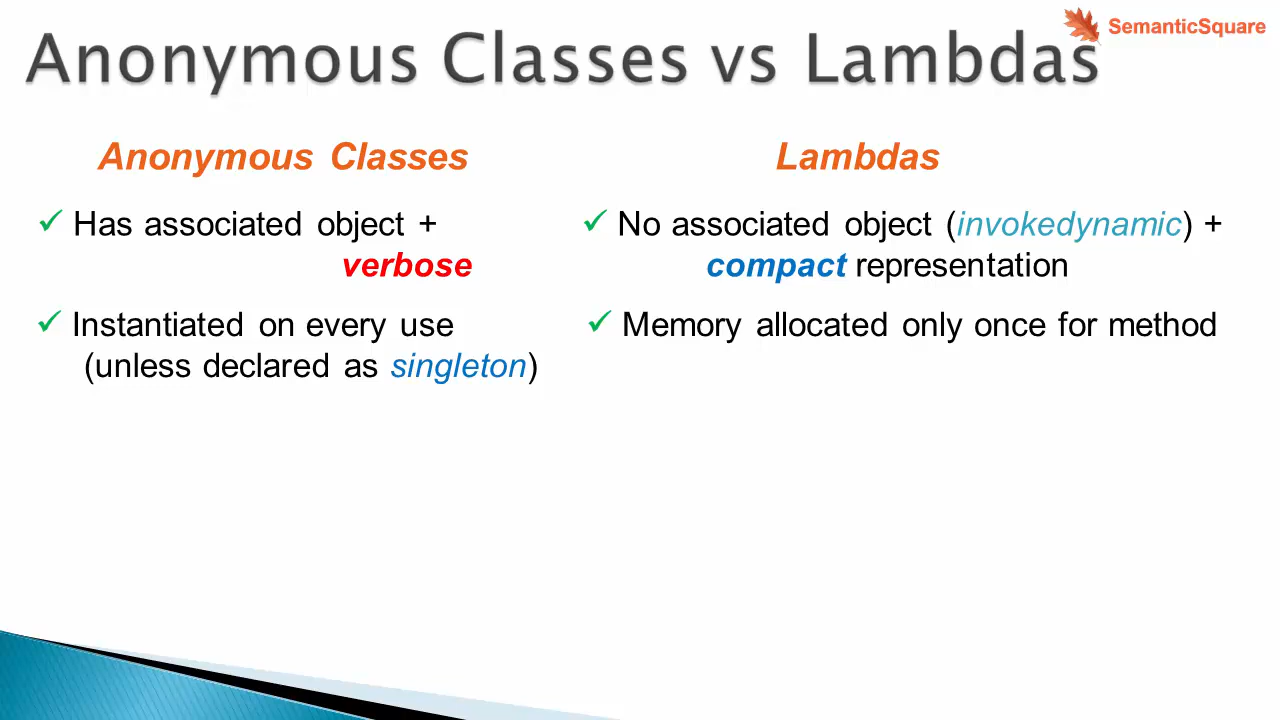 SemanticSquare
Anonymous Classes vs Lambdas
Anonymous Classes
✓ Has associated object +
verbose
✓ Instantiated on every use
(unless declared as singleton)
Lambdas
✓ No associated object (invokedynamic) +
compact representation
✓ Memory allocated only once for method